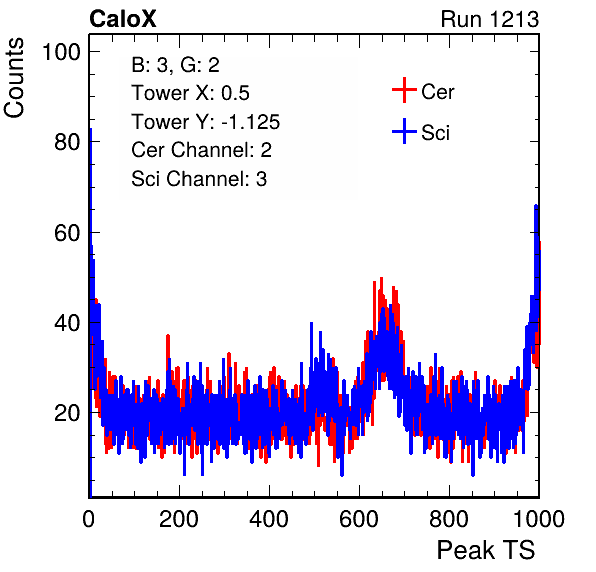 CaloX Run 1213
Counts
100
80
60
40
20
B: 3, G: 2
Tower X: 0.5
Tower Y: -1.125
Cer Channel: 2
Sci Channel: 3
Cer
Sci
0 200 400 600 800 1000
Peak TS